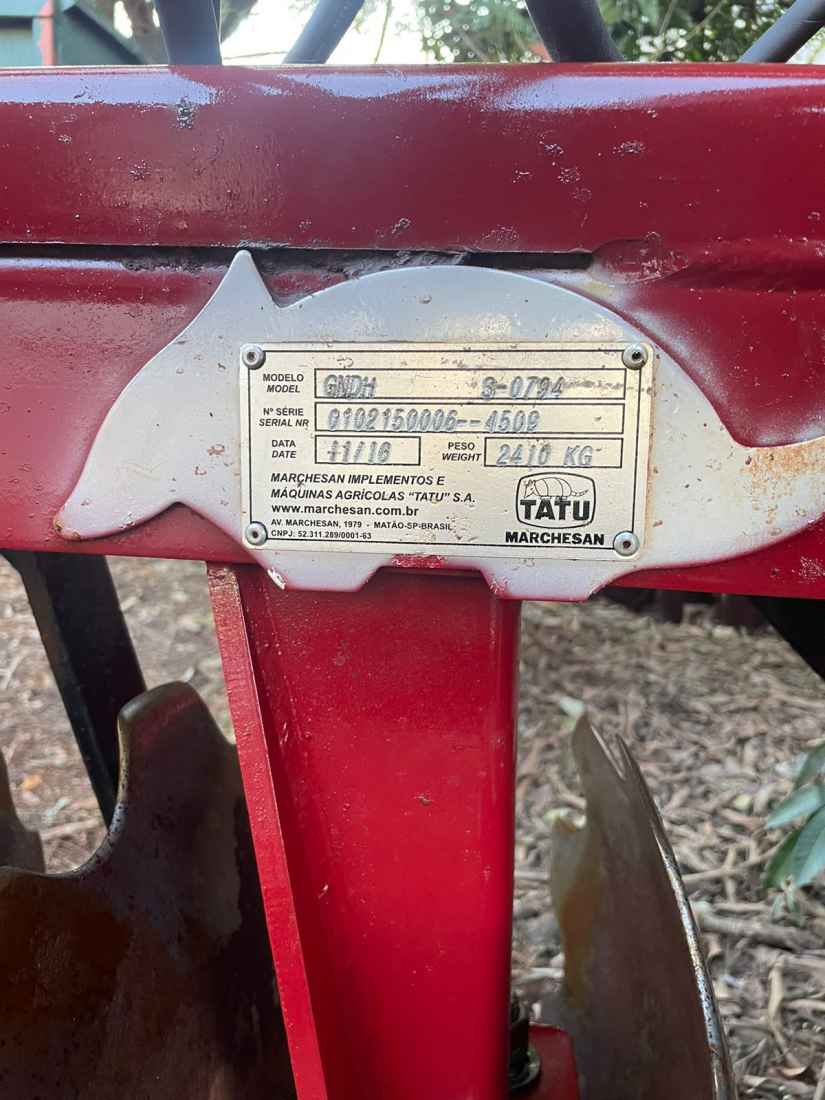 MODELO
MODEL
GNDH S-0794
Nº SÉRIE
SERIAL NR
0102150006--4509
DATA
DATE
11/16
PESO
WEIGHT
2410 KG
MARCHESAN IMPLEMENTOS E
MÁQUINAS AGRÍCOLAS “TATU” S.A.
www.marchesan.com.br
AV. MARCHESAN, 1979 - MATÃO-SP-BRASIL
CNPJ: 52.311.289/0001-63
TATU
MARCHESAN